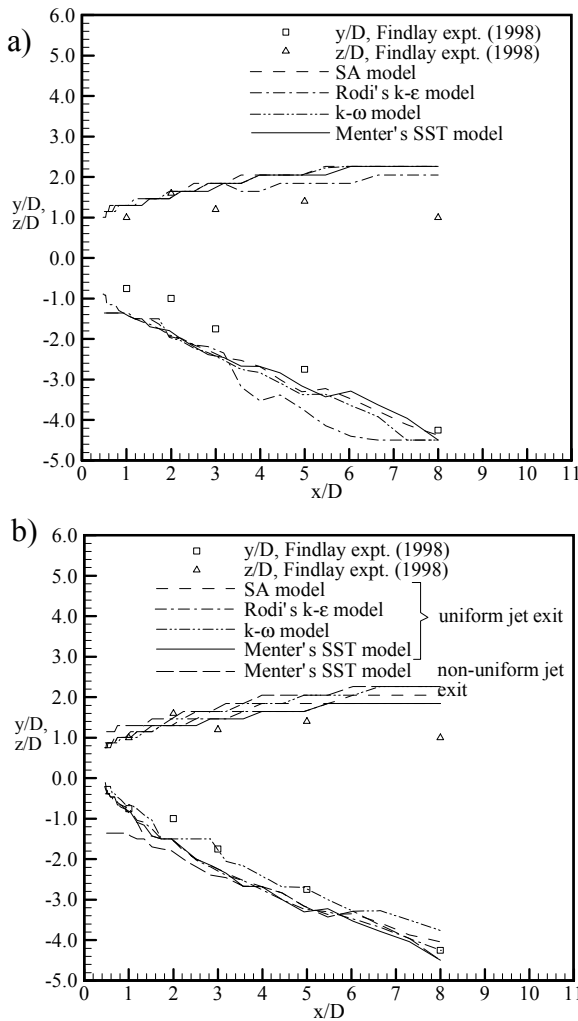 a)
6.0
5.0
4.0
3.0
2.0
1.0
0.0
-1.0
-2.0
-3.0
-4.0
-5.0
y/D,
z/D
y/D, Findlay expt. (1998)
z/D, Findlay expt. (1998)
SA model
Rodi's k-ε model
k-ω model
Menter's SST model
0 1 2 3 4 5 6 7 8 9 10 11
x/D
b)
6.0
5.0
4.0
3.0
2.0
1.0
0.0
-1.0
-2.0
-3.0
-4.0
-5.0
y/D,
z/D
y/D, Findlay expt. (1998)
z/D, Findlay expt. (1998)
SA model
Rodi's k-ε model
k-ω model
Menter's SST model
uniform jet exit
Menter's SST model
non-uniform jet
exit
0 1 2 3 4 5 6 7 8 9 10 11
x/D